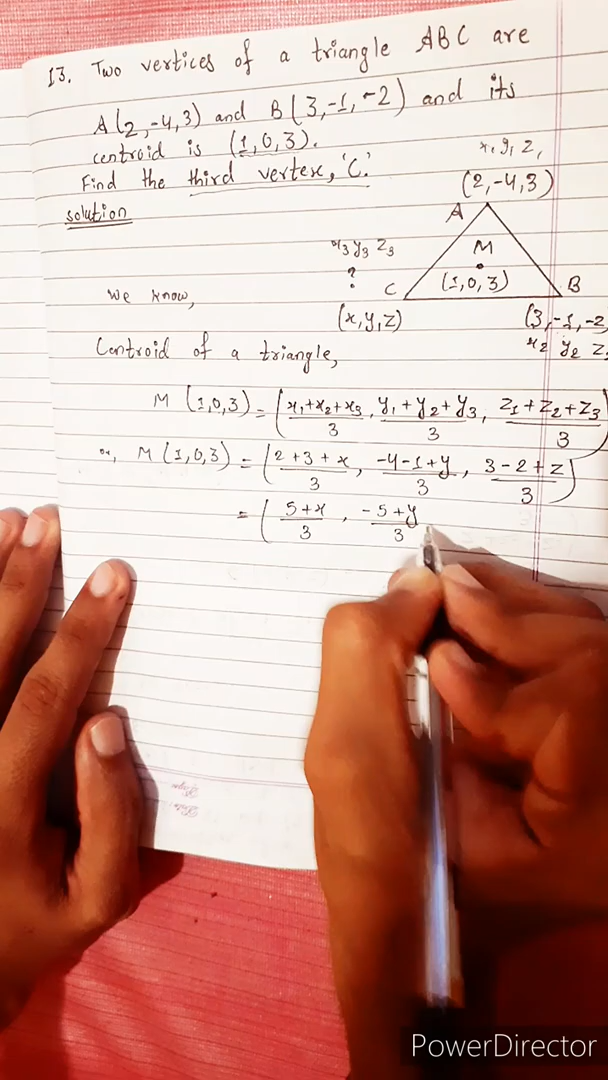 13. Two vertices of a triangle ABC are
A(2,-4,3) and B(3,-1,-2) and its
centroid is (1,0,3).
Find the third vertex, 'C'.
solution
x₁ y₁ z₁
(2,-4,3)
A
M
x₃ y₃ z₃
?
C
(1,0,3)
B
we know,
(x,y,z)
(3,-1,-2
x₂ y₂ z
Centroid of a triangle,
M (1,0,3) = (x₁+x₂+x₃/3, y₁+y₂+y₃/3, z₁+z₂+z₃/3)
or, M (1,0,3) = (2+3+x/3, -4-1+y/3, 3-2+z/3)
= (5+x/3, -5+y/3
PowerDirector